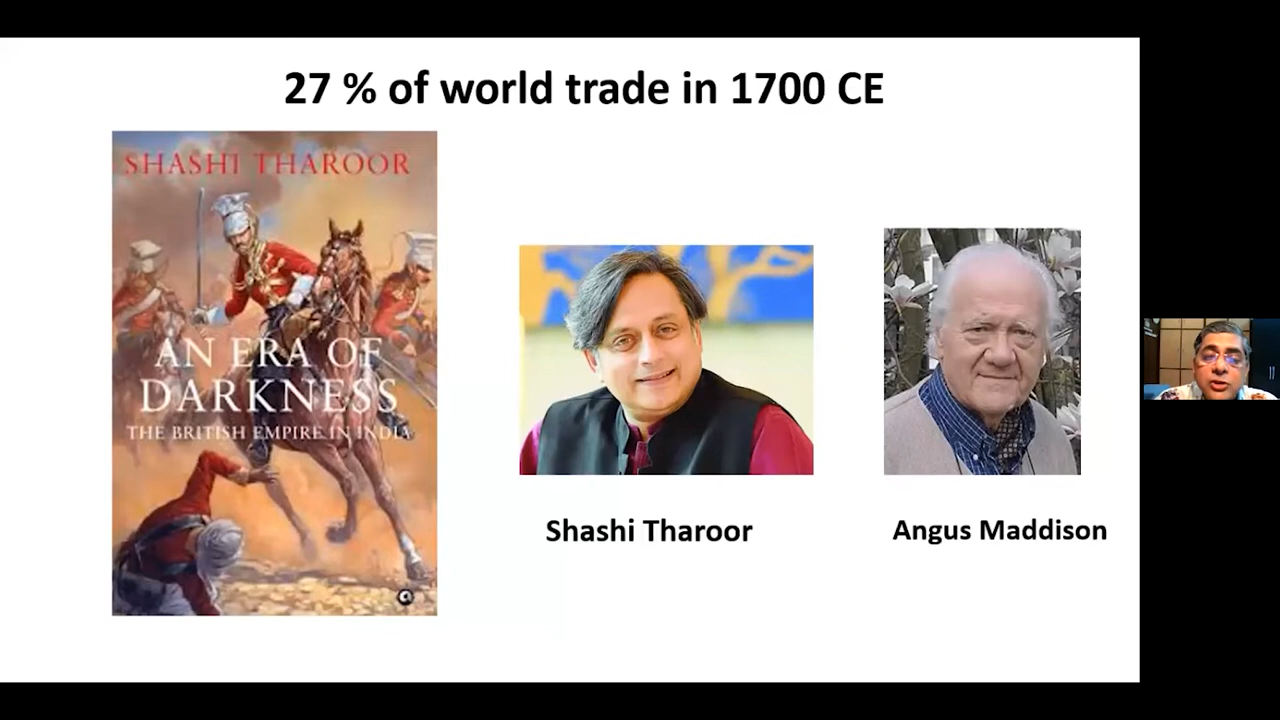 27 % of world trade in 1700 CE
SHASHI THAROOR
AN ERA OF
DARKNESS
THE BRITISH EMPIRE IN INDIA
Shashi Tharoor
Angus Maddison